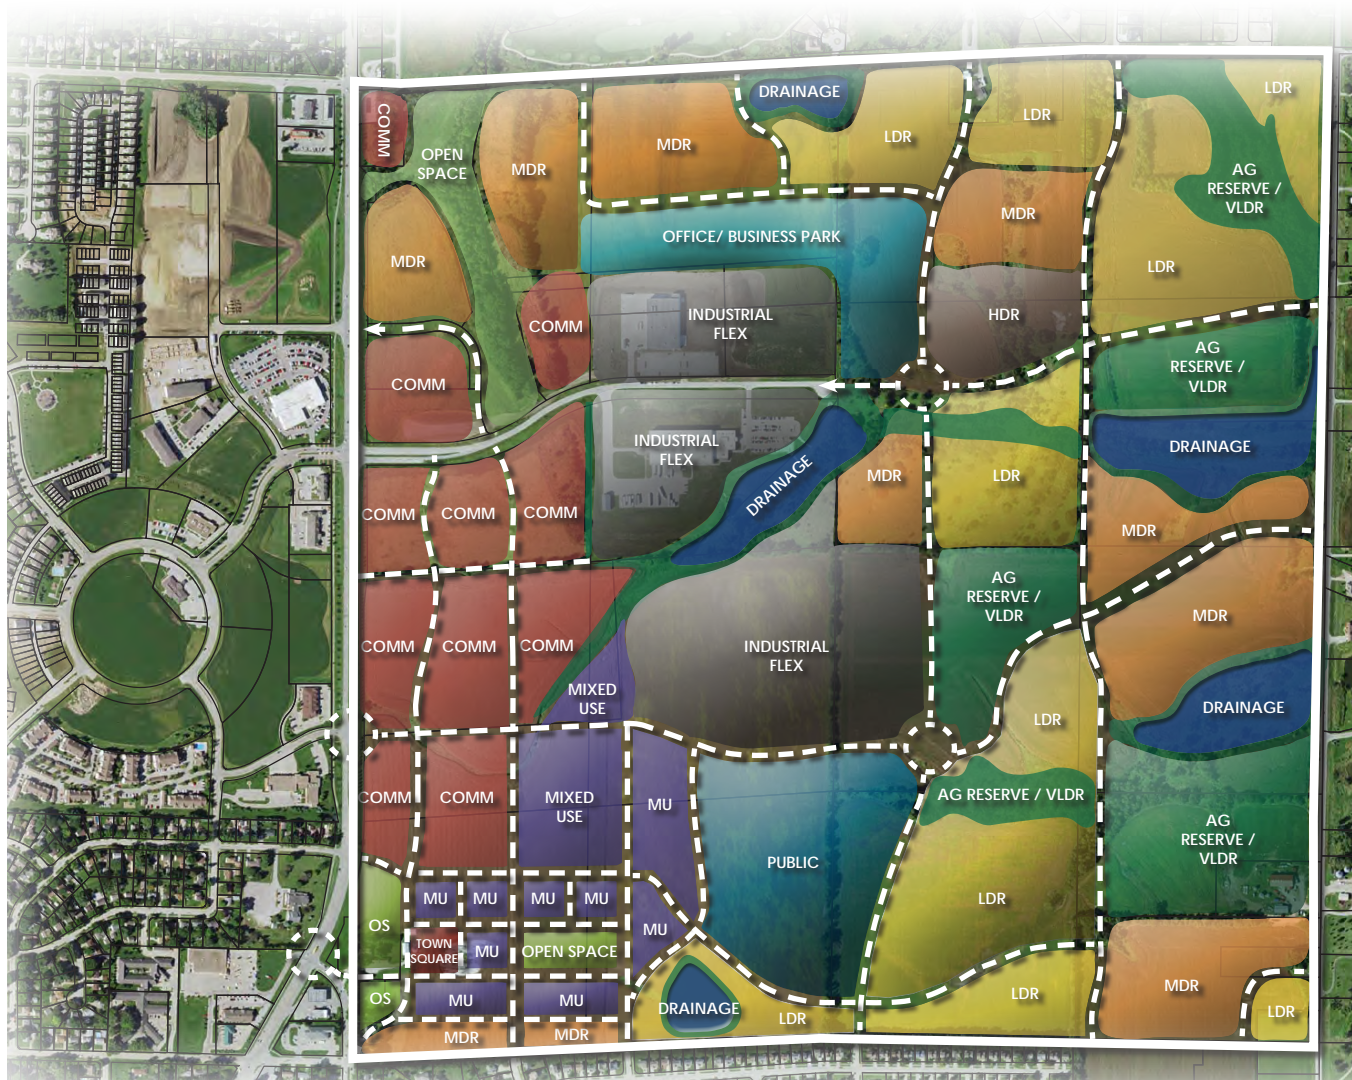 COMM
OPEN
SPACE
MDR
MDR
DRAINAGE
LDR
LDR
LDR
AG
RESERVE /
VLDR
MDR
OFFICE/ BUSINESS PARK
MDR
LDR
COMM
INDUSTRIAL
FLEX
HDR
COMM
AG
RESERVE /
VLDR
INDUSTRIAL
FLEX
DRAINAGE
MDR
LDR
DRAINAGE
COMM
COMM
COMM
MDR
AG
RESERVE /
VLDR
MDR
COMM
COMM
COMM
INDUSTRIAL
FLEX
MIXED
USE
LDR
DRAINAGE
COMM
COMM
MIXED
USE
MU
AG RESERVE / VLDR
AG
RESERVE /
VLDR
PUBLIC
MU
MU
MU
MU
LDR
OS
MU
TOWN
SQUARE
MU
OPEN SPACE
OS
MU
MU
DRAINAGE
LDR
LDR
MDR
LDR
MDR
MDR